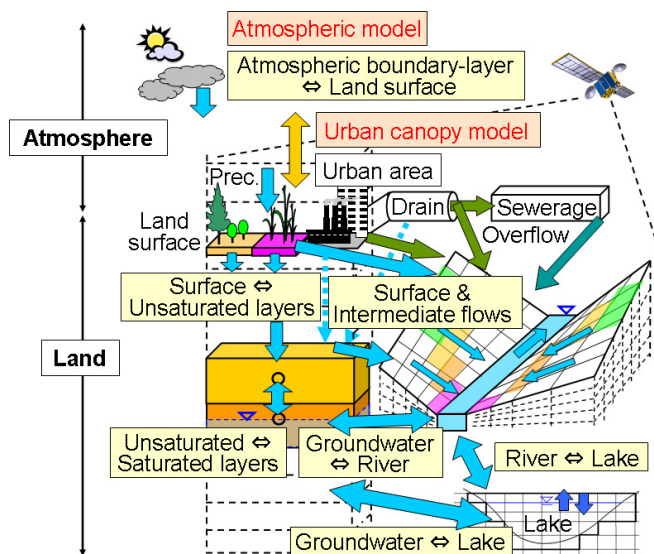 Atmospheric model
Atmospheric boundary-layer
⇔ Land surface
Atmosphere
Urban canopy model
Prec.
Urban area
Drain
Sewerage
Overflow
Land
surface
Surface ⇔
Unsaturated layers
Surface &
Intermediate flows
Land
Unsaturated ⇔
Saturated layers
Groundwater
⇔ River
River ⇔ Lake
Lake
Groundwater ⇔ Lake